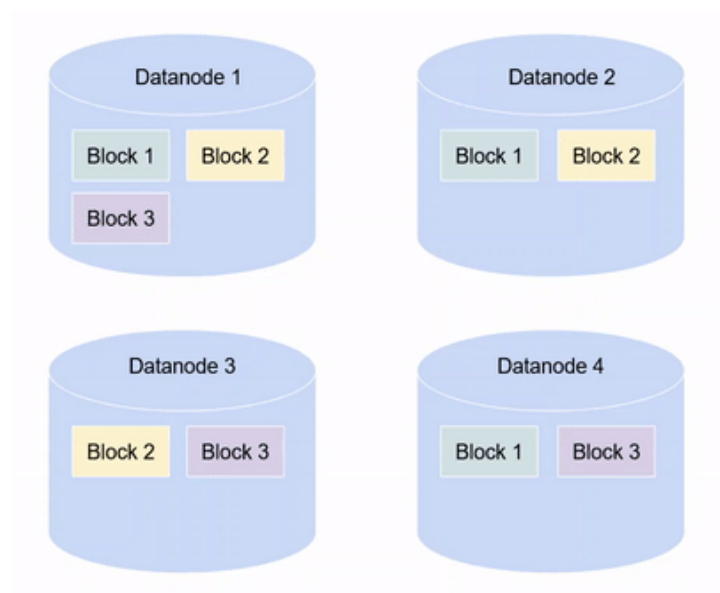 Datanode 1
Block 1 Block 2
Block 3
Datanode 2
Block 1 Block 2
Datanode 3
Block 2 Block 3
Datanode 4
Block 1 Block 3